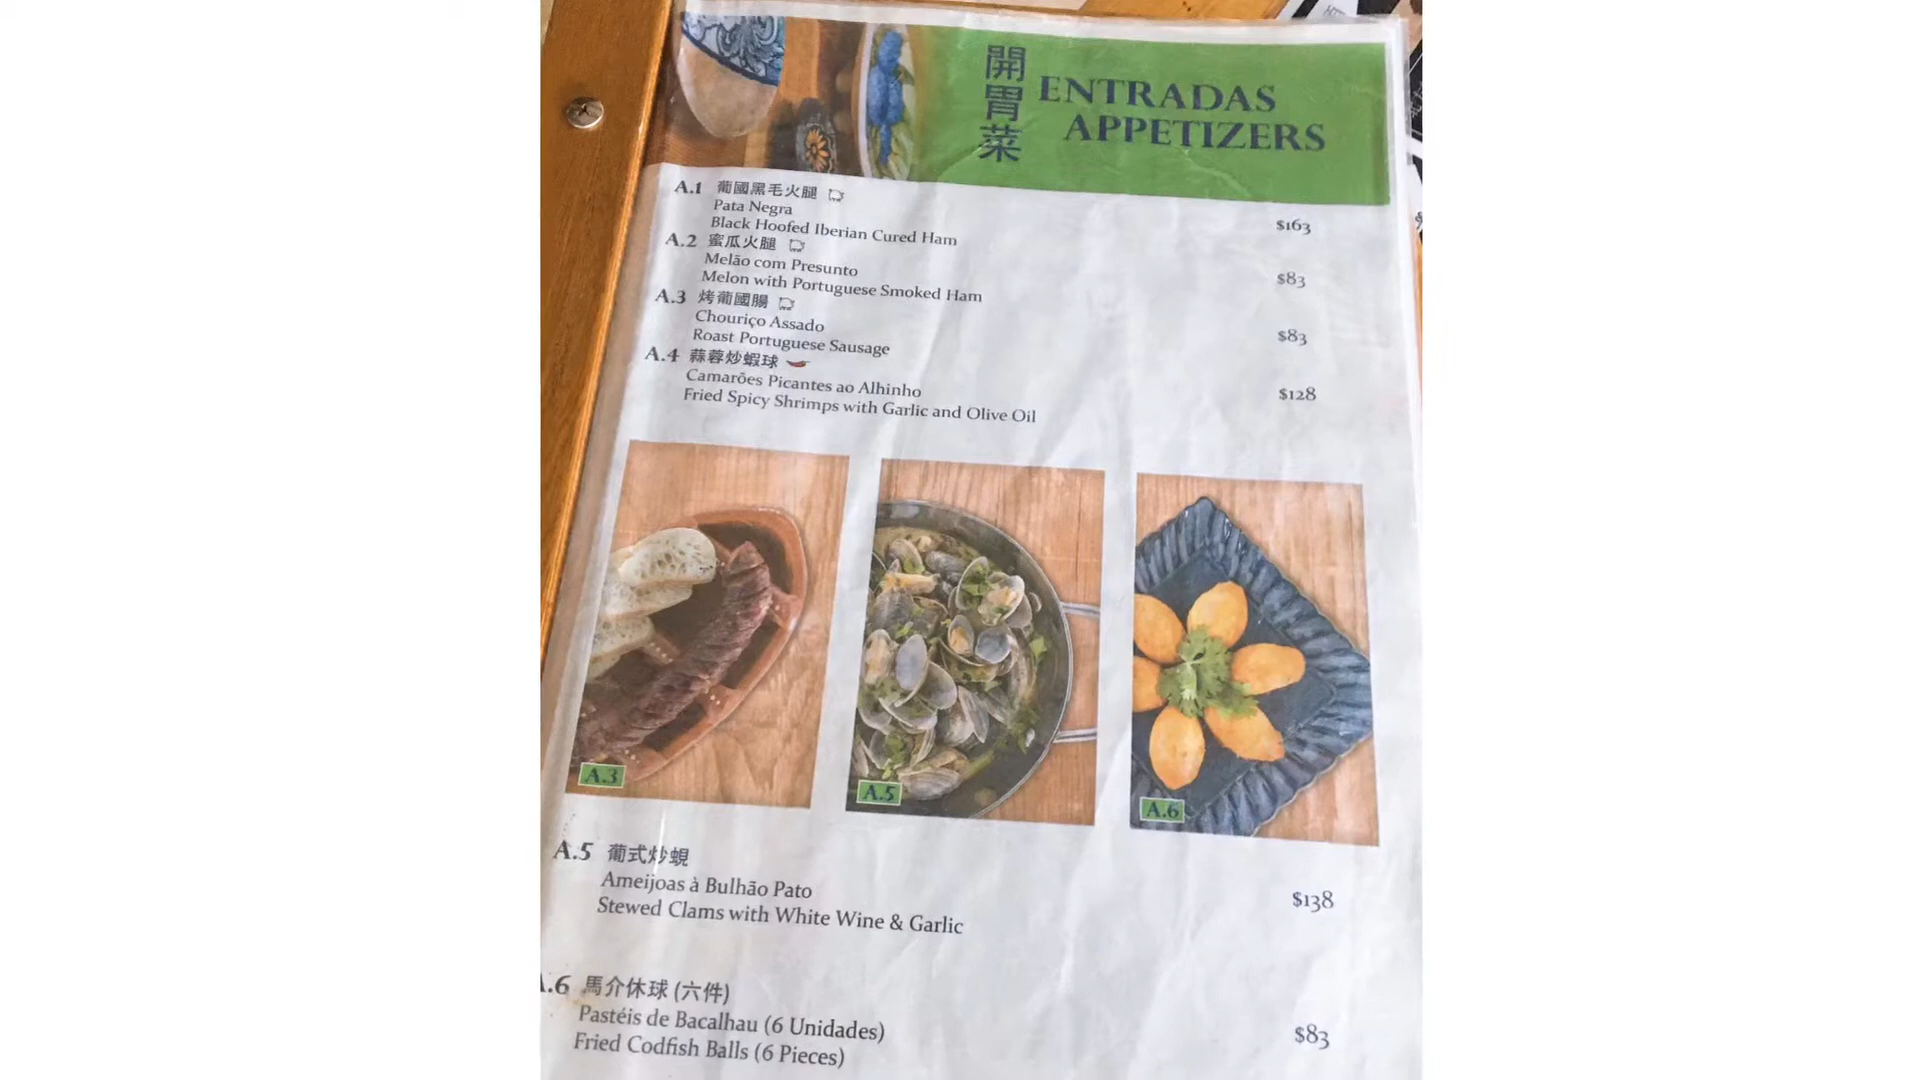 開胃菜
ENTRADAS
APPETIZERS
A.1 葡國黑毛火腿
Pata Negra
Black Hoofed Iberian Cured Ham $163
A.2 蜜瓜火腿
Melão com Presunto
Melon with Portuguese Smoked Ham $83
A.3 烤葡國腸
Chouriço Assado
Roast Portuguese Sausage $83
A.4 蒜蓉炒蝦球
Camarões Picantes ao Alhinho
Fried Spicy Shrimps with Garlic and Olive Oil $128
A.3
A.5
A.6
A.5 葡式炒蜆
Ameijoas à Bulhão Pato
Stewed Clams with White Wine & Garlic $138
A.6 馬介休球 (六件)
Pastéis de Bacalhau (6 Unidades)
Fried Codfish Balls (6 Pieces) $83